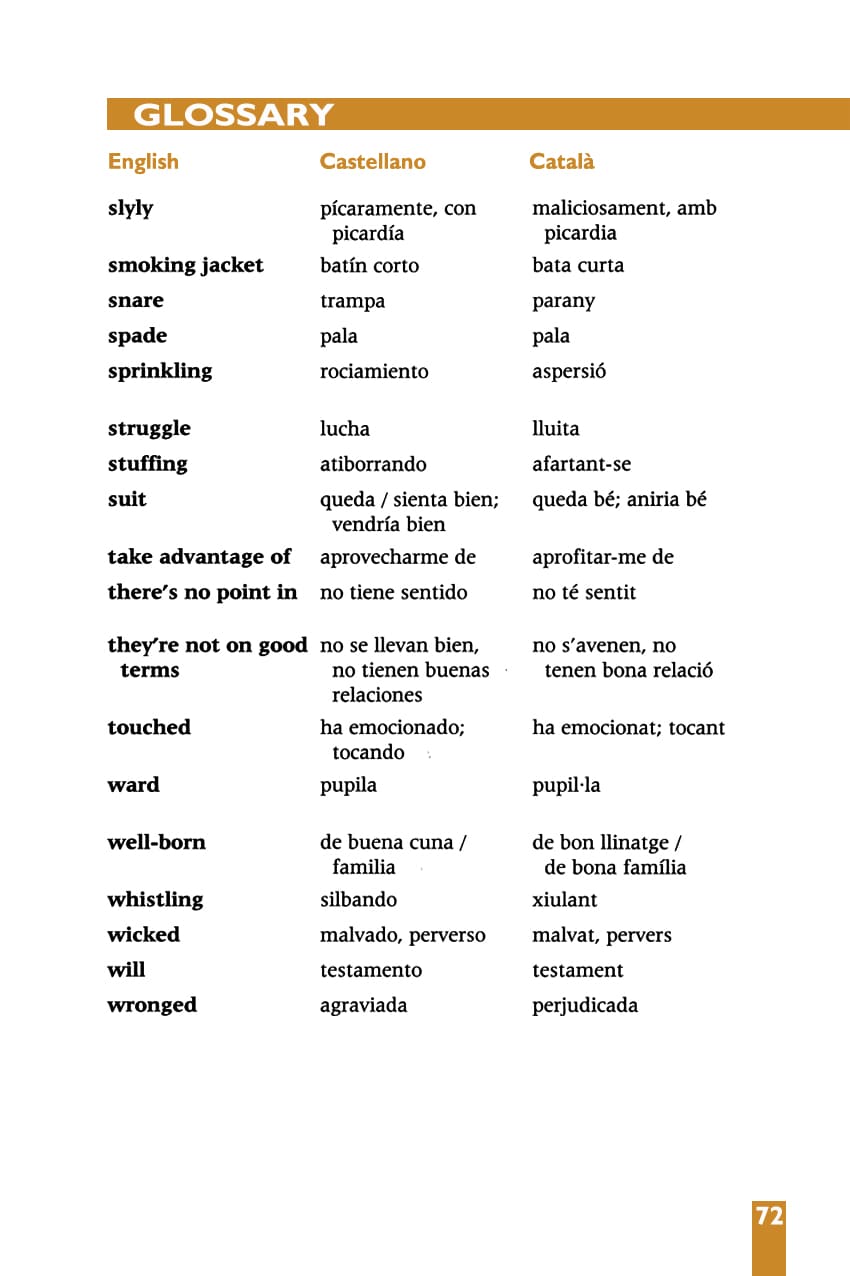 GLOSSARY
English Castellano Català
slyly pícaramente, con maliciosament, amb
picardía picardia
smoking jacket batín corto bata curta
snare trampa parany
spade pala pala
sprinkling rociamiento aspersió
struggle lucha lluita
stuffing atiborrando afartant-se
suit queda / sienta bien; queda bé; aniria bé
vendría bien
take advantage of aprovecharme de aprofitar-me de
there's no point in no tiene sentido no té sentit
they're not on good no se llevan bien, no s'avenen, no
terms no tienen buenas tenen bona relació
relaciones
touched ha emocionado; ha emocionat; tocant
tocando
ward pupila pupil·la
well-born de buena cuna / de bon llinatge /
familia de bona família
whistling silbando xiulant
wicked malvado, perverso malvat, pervers
will testamento testament
wronged agraviada perjudicada
72